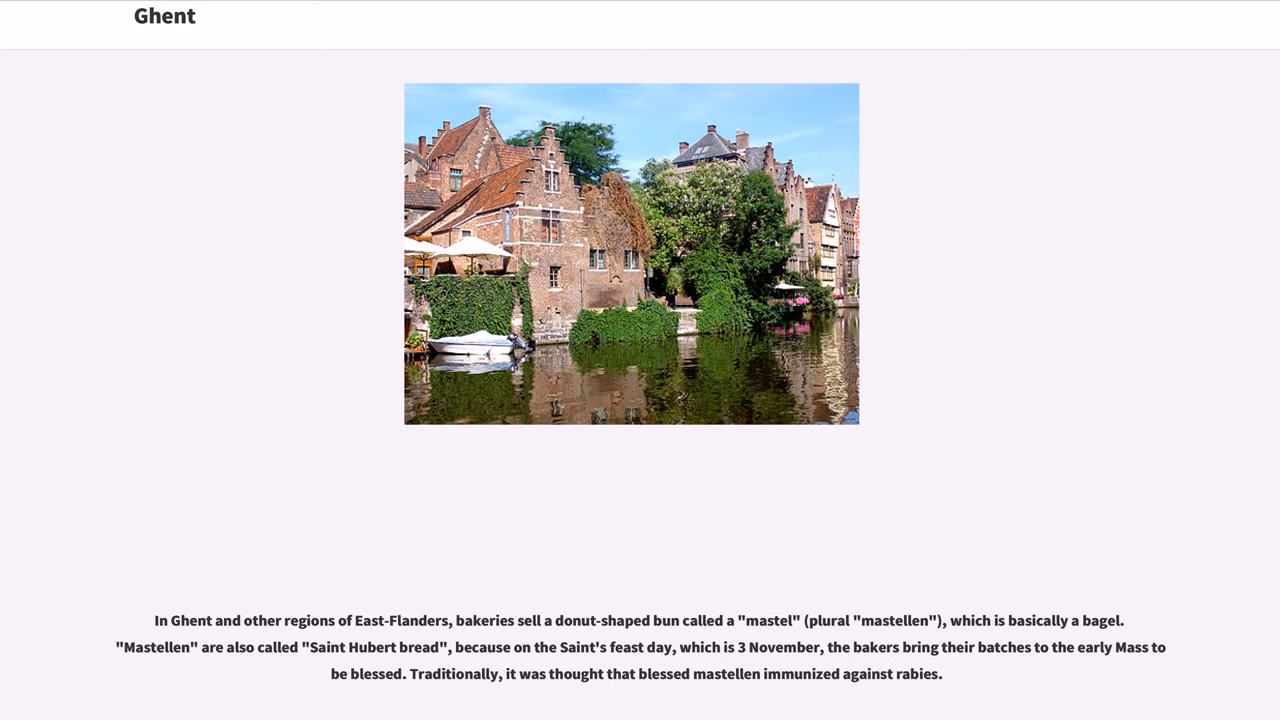 Ghent
In Ghent and other regions of East-Flanders, bakeries sell a donut-shaped bun called a "mastel" (plural "mastellen"), which is basically a bagel.
"Mastellen" are also called "Saint Hubert bread", because on the Saint's feast day, which is 3 November, the bakers bring their batches to the early Mass to
be blessed. Traditionally, it was thought that blessed mastellen immunized against rabies.